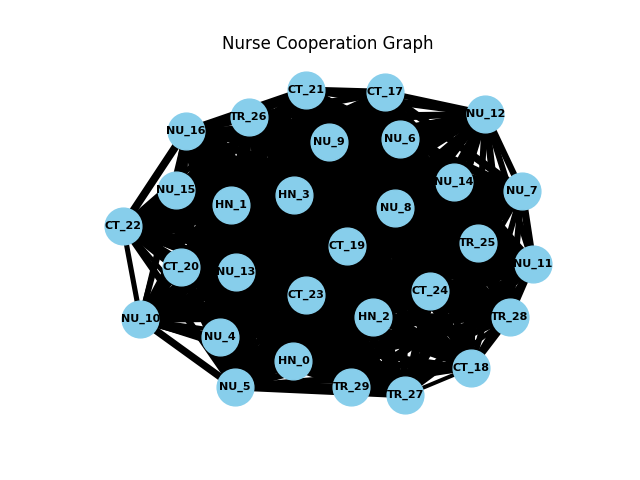 Nurse Cooperation Graph
CT_21
CT_17
NU_12
TR_26
NU_16
NU_9
NU_6
NU_15
NU_14
NU_7
HN_1
HN_3
NU_8
CT_22
CT_19
TR_25
CT_20
NU_13
NU_11
CT_23
CT_24
NU_10
HN_2
TR_28
NU_4
HN_0
CT_18
NU_5
TR_29
TR_27